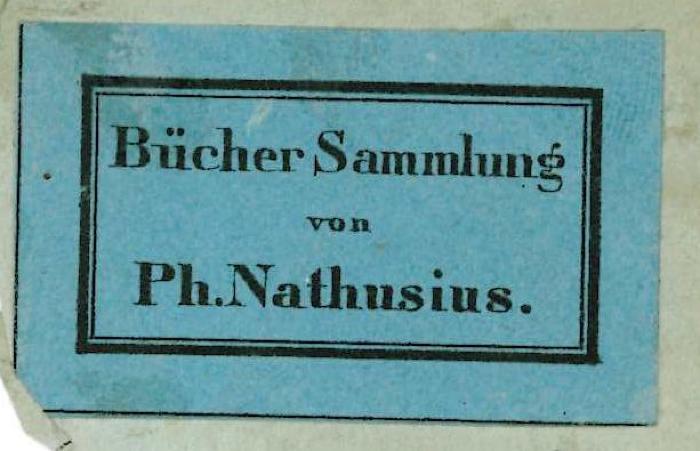 Bücher Sammlung
von
Ph. Nathusius.